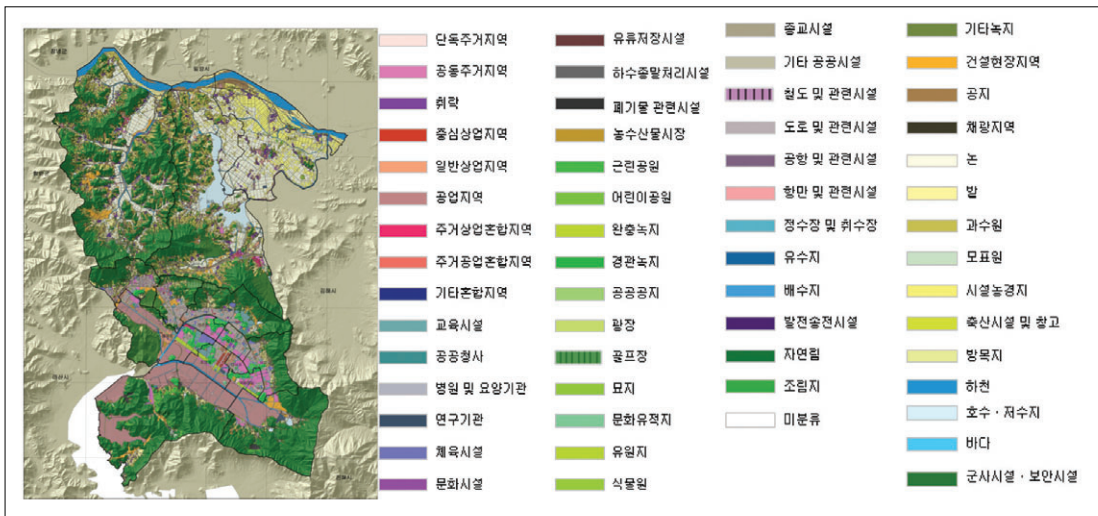 단독주거지역
공동주거지역
취락
중심상업지역
일반상업지역
공업지역
주거상업혼합지역
주거공업혼합지역
기타혼합지역
교육시설
공공청사
병원 및 요양기관
연구기관
체육시설
문화시설
유류저장시설
하수종말처리시설
폐기물 관련시설
농수산물시장
근린공원
어린이공원
완충녹지
경관녹지
공공공지
광장
골프장
묘지
문화유적지
유원지
식물원
종교시설
기타 공공시설
철도 및 관련시설
도로 및 관련시설
공항 및 관련시설
항만 및 관련시설
정수장 및 취수장
유수지
배수지
발전송전시설
자연림
조림지
미분류
기타녹지
건설현장지역
공지
채광지역
논
밭
과수원
모표원
시설농경지
축산시설 및 창고
방목지
하천
호수 · 저수지
바다
군사시설 · 보안시설